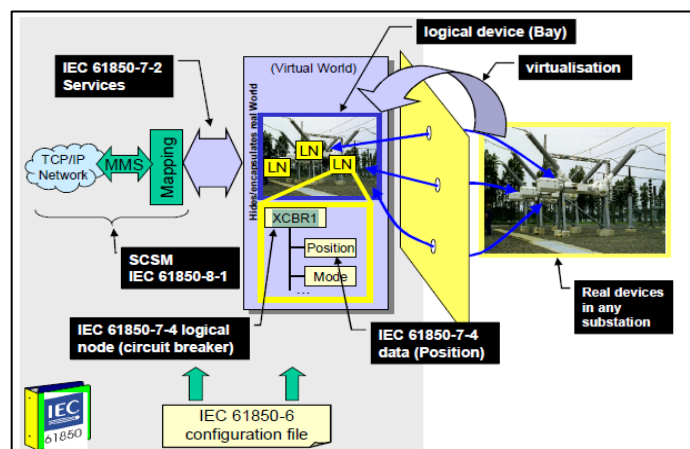 logical device (Bay)
IEC 61850-7-2
Services
(Virtual World)
virtualisation
Hides/encapsulates real World
TCP/IP
Network
MMS
Mapping
LN
LN
LN
XCBR1
Position
Mode
...
SCSM
IEC 61850-8-1
Real devices
in any
substation
IEC 61850-7-4 logical
node (circuit breaker)
IEC 61850-7-4
data (Position)
IEC
61850
IEC 61850-6
configuration file